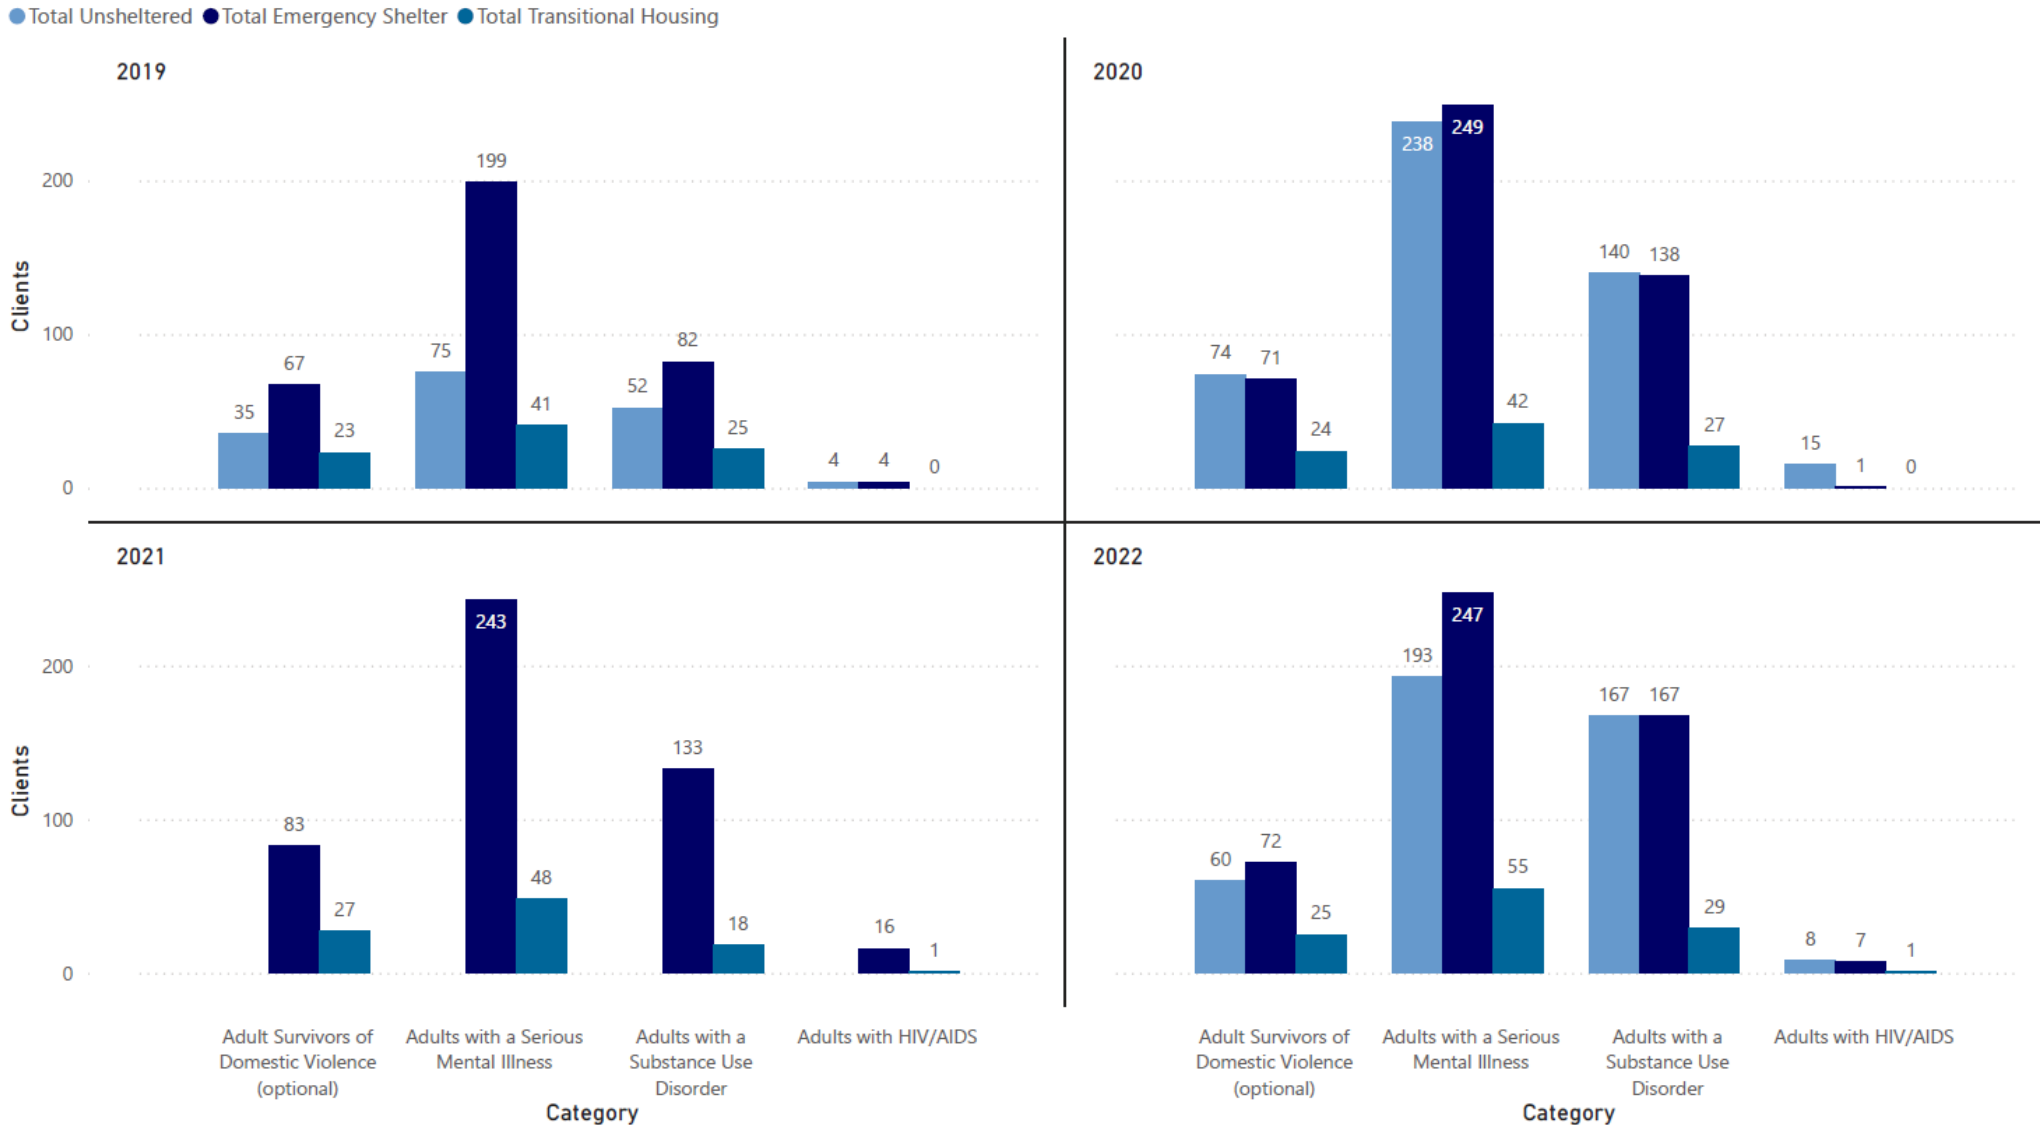 Total Unsheltered Total Emergency Shelter Total Transitional Housing
2019
200
100
0
Clients
199
67
75
82
35
23
41
52
25
4 4 0
2020
238
249
140 138
74 71
24
42
27
15
1 0
2021
200
100
0
Clients
243
133
83
27
48
18
16
1
2022
247
193
167 167
60
72
25
55
29
8 7 1
Adult Survivors of
Domestic Violence
(optional)
Adults with a Serious
Mental Illness
Adults with a
Substance Use
Disorder
Adults with HIV/AIDS
Category
Adult Survivors of
Domestic Violence
(optional)
Adults with a Serious
Mental Illness
Adults with a
Substance Use
Disorder
Adults with HIV/AIDS
Category